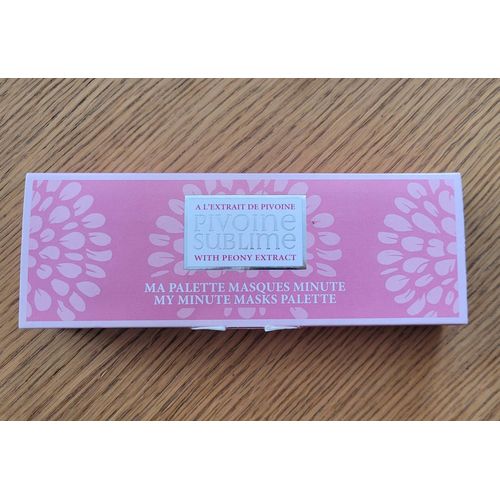 A L'EXTRAIT DE PIVOINE
PIVOINE
SUBLIME
WITH PEONY EXTRACT
MA PALETTE MASQUES MINUTE
MY MINUTE MASKS PALETTE